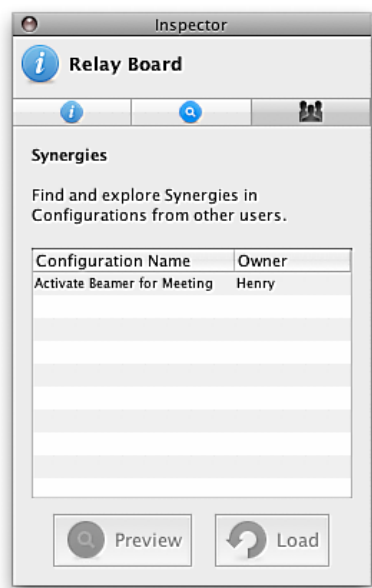 Inspector
Relay Board
Synergies
Find and explore Synergies in
Configurations from other users.
Configuration Name Owner
Activate Beamer for Meeting Henry
Preview Load